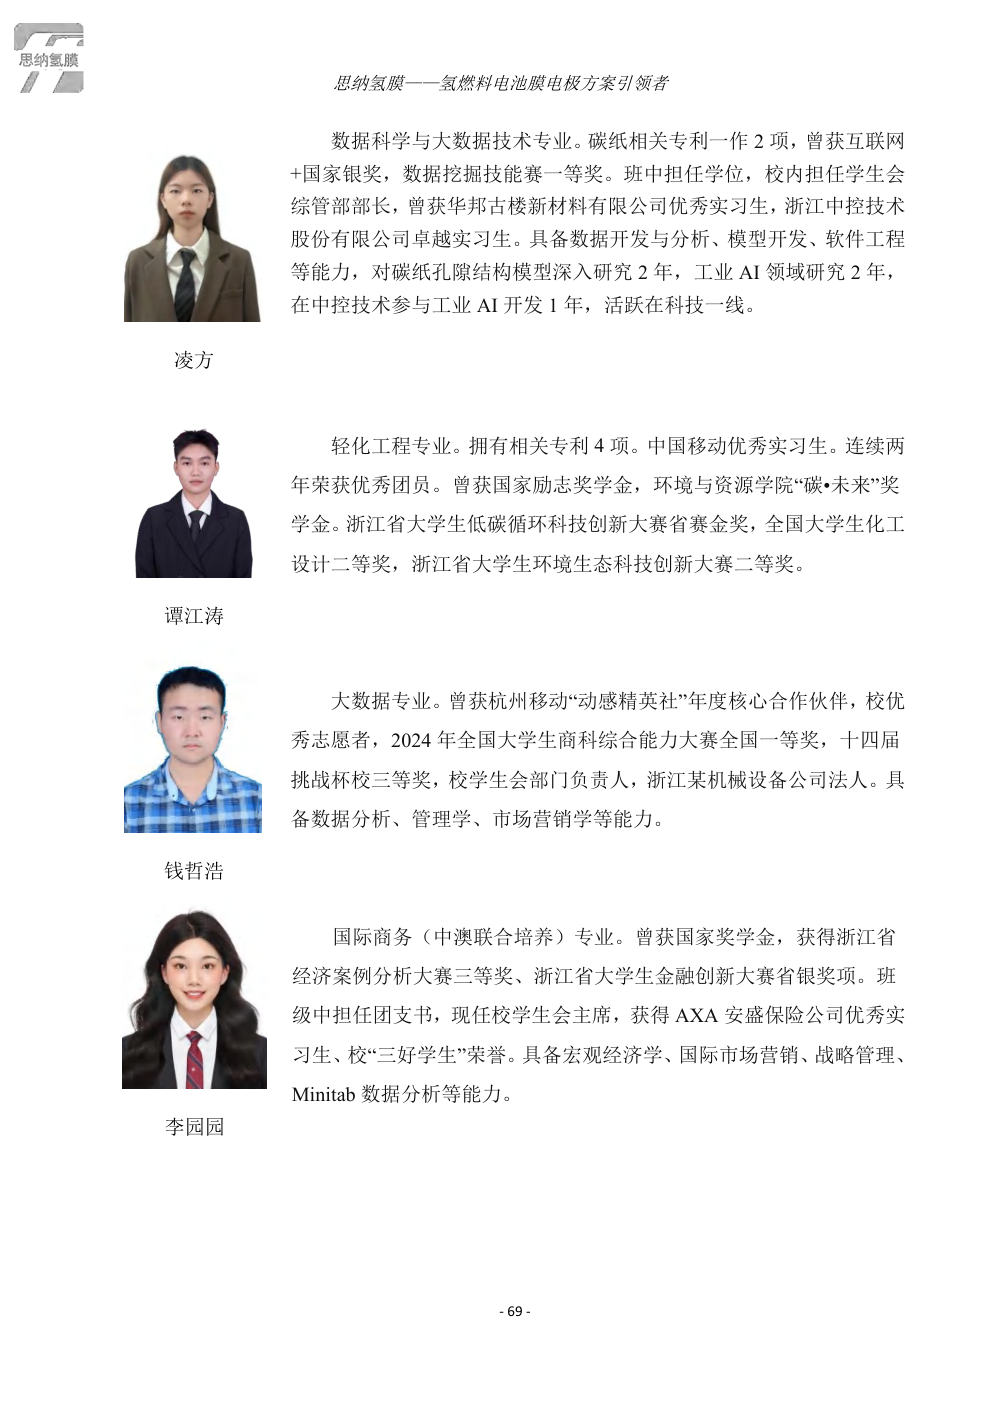 思纳氢膜
思纳氢膜——氢燃料电池膜电极方案引领者
数据科学与大数据技术专业。碳纸相关专利一作 2 项，曾获互联网
+国家银奖，数据挖掘技能赛一等奖。班中担任学位，校内担任学生会
综管部部长，曾获华邦古楼新材料有限公司优秀实习生，浙江中控技术
股份有限公司卓越实习生。具备数据开发与分析、模型开发、软件工程
等能力，对碳纸孔隙结构模型深入研究 2 年，工业 AI 领域研究 2 年，
在中控技术参与工业 AI 开发 1 年，活跃在科技一线。
凌方
轻化工程专业。拥有相关专利 4 项。中国移动优秀实习生。连续两
年荣获优秀团员。曾获国家励志奖学金，环境与资源学院“碳•未来”奖
学金。浙江省大学生低碳循环科技创新大赛省赛金奖，全国大学生化工
设计二等奖，浙江省大学生环境生态科技创新大赛二等奖。
谭江涛
大数据专业。曾获杭州移动“动感精英社”年度核心合作伙伴，校优
秀志愿者，2024 年全国大学生商科综合能力大赛全国一等奖，十四届
挑战杯校三等奖，校学生会部门负责人，浙江某机械设备公司法人。具
备数据分析、管理学、市场营销学等能力。
钱哲浩
国际商务（中澳联合培养）专业。曾获国家奖学金，获得浙江省
经济案例分析大赛三等奖、浙江省大学生金融创新大赛省银奖项。班
级中担任团支书，现任校学生会主席，获得 AXA 安盛保险公司优秀实
习生、校“三好学生”荣誉。具备宏观经济学、国际市场营销、战略管理、
Minitab 数据分析等能力。
李园园
- 69 -